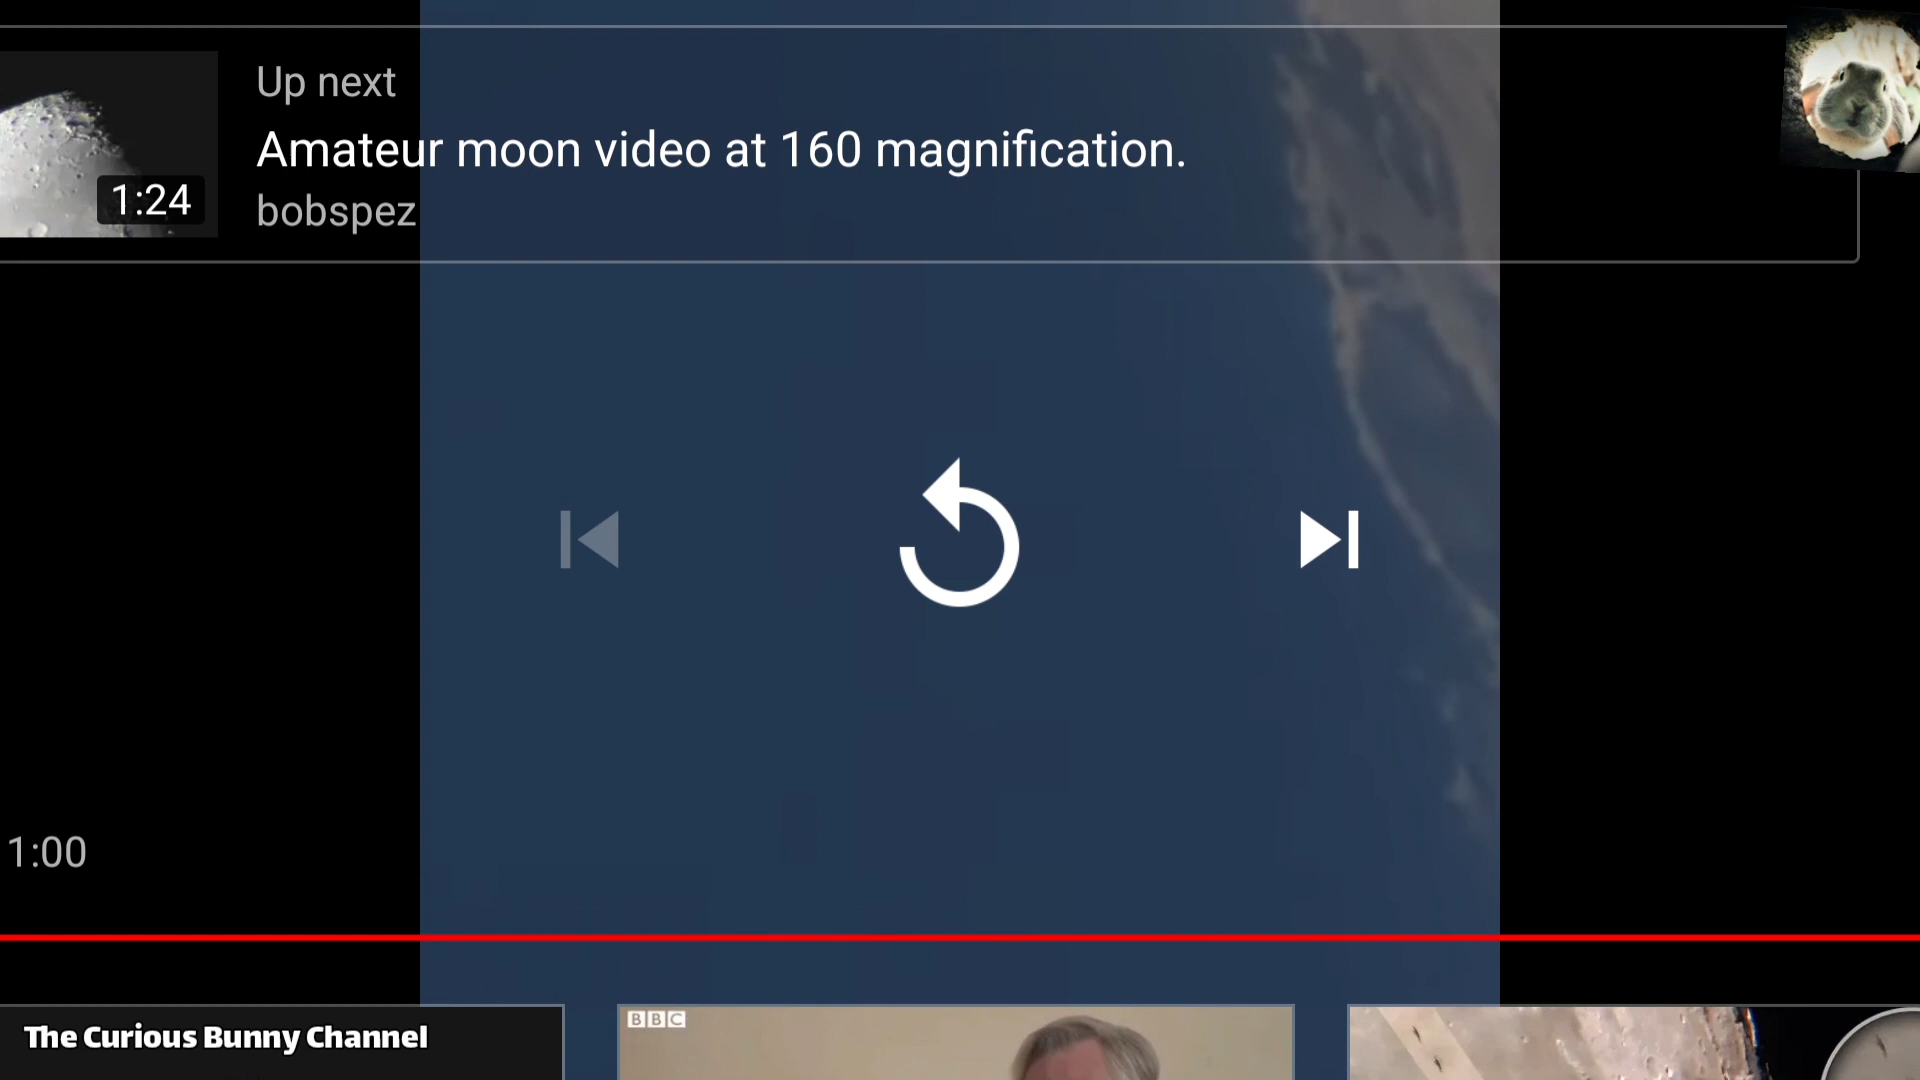 Up next
Amateur moon video at 160 magnification.
1:24
bobspez
1:00
The Curious Bunny Channel
BBC